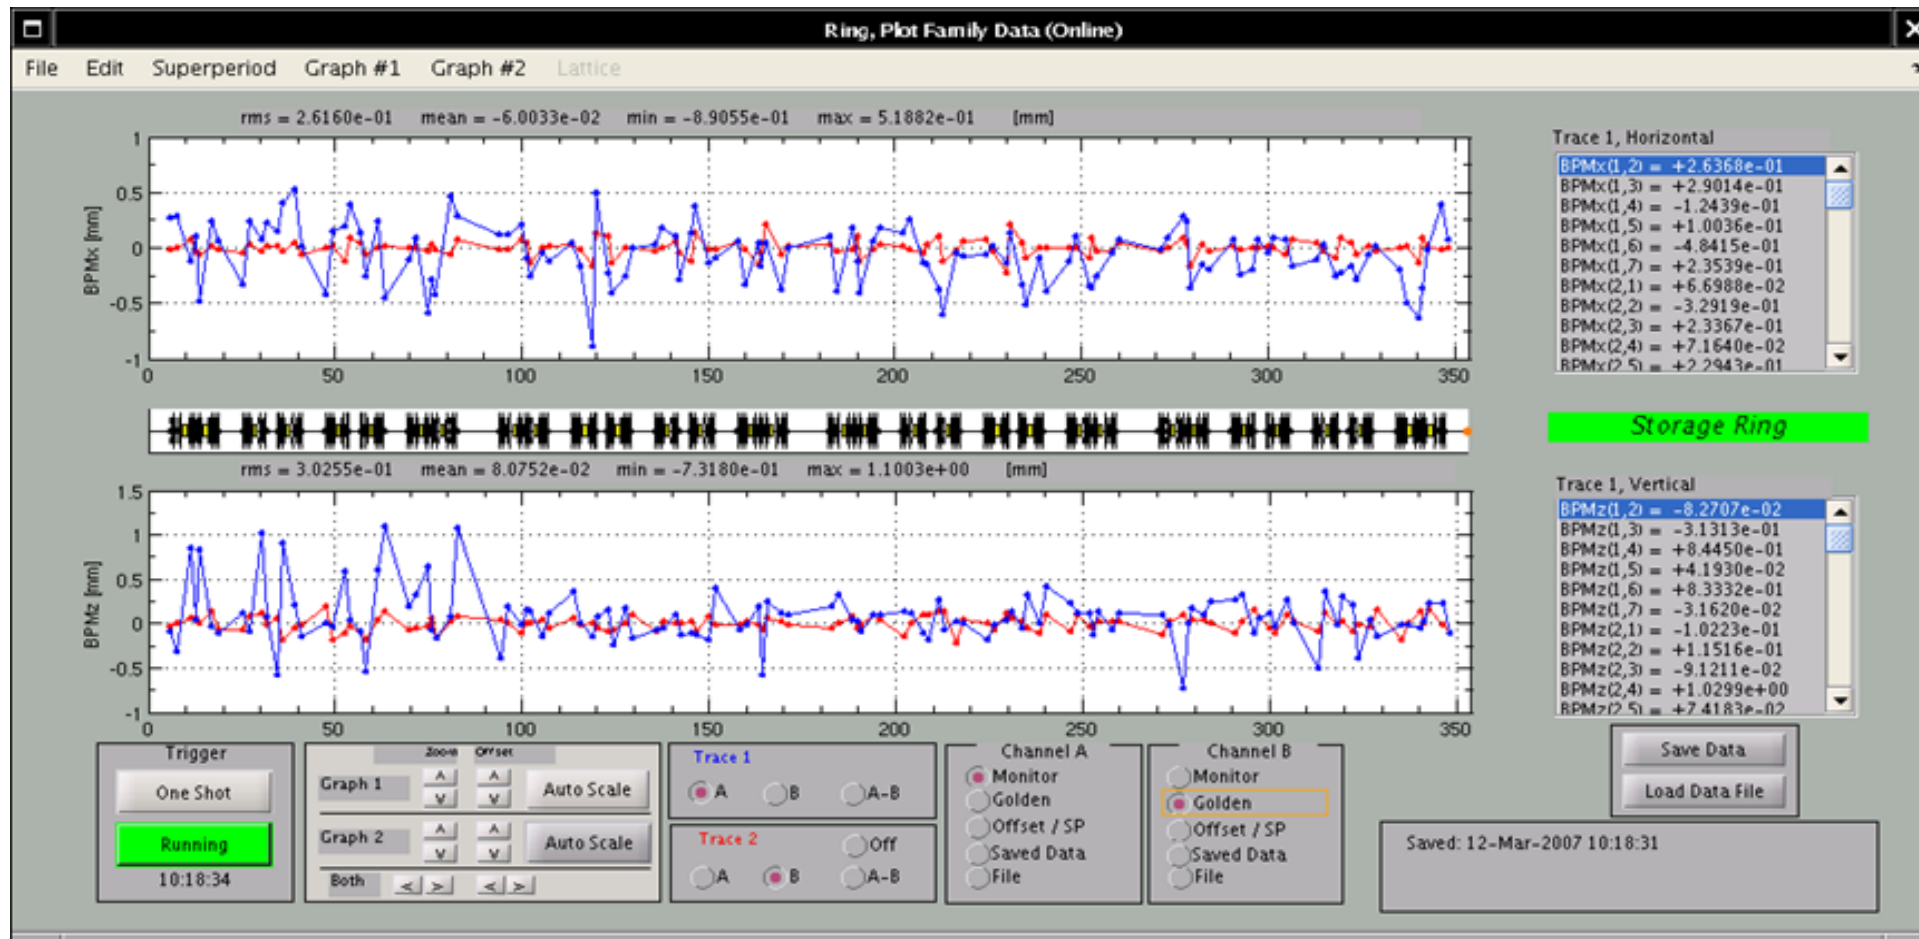 Ring, Plot Family Data (Online)
File Edit Superperiod Graph #1 Graph #2 Lattice
rms = 2.6160e-01 mean = -6.0033e-02 min = -8.9055e-01 max = 5.1882e-01 [mm]
BPMx [mm]
1
0.5
0
-0.5
-1
0 50 100 150 200 250 300 350
Trace 1, Horizontal
BPMx(1,2) = +2.6368e-01
BPMx(1,3) = +2.9014e-01
BPMx(1,4) = -1.2439e-01
BPMx(1,5) = +1.0036e-01
BPMx(1,6) = -4.8415e-01
BPMx(1,7) = +2.3539e-01
BPMx(2,1) = +6.6988e-02
BPMx(2,2) = -3.2919e-01
BPMx(2,3) = +2.3367e-01
BPMx(2,4) = +7.1640e-02
BPMx(2,5) = +2.2943e-01
Storage Ring
rms = 3.0255e-01 mean = 8.0752e-02 min = -7.3180e-01 max = 1.1003e+00 [mm]
BPMz [mm]
1.5
1
0.5
0
-0.5
-1
0 50 100 150 200 250 300 350
Trace 1, Vertical
BPMz(1,2) = -8.2707e-02
BPMz(1,3) = -3.1313e-01
BPMz(1,4) = +8.4450e-01
BPMz(1,5) = +4.1930e-02
BPMz(1,6) = +8.3332e-01
BPMz(1,7) = -3.1620e-02
BPMz(2,1) = -1.0223e-01
BPMz(2,2) = +1.1516e-01
BPMz(2,3) = -9.1211e-02
BPMz(2,4) = +1.0299e+00
BPMz(2,5) = +7.4183e-02
Trigger
One Shot
Running
10:18:34
Zoom Offset
Graph 1 ^ ^ Auto Scale
v v
Graph 2 ^ ^ Auto Scale
v v
Both < > < >
Trace 1
A B A-B
Trace 2 Off
A B A-B
Channel A
Monitor
Golden
Offset / SP
Saved Data
File
Channel B
Monitor
Golden
Offset / SP
Saved Data
File
Save Data
Load Data File
Saved: 12-Mar-2007 10:18:31